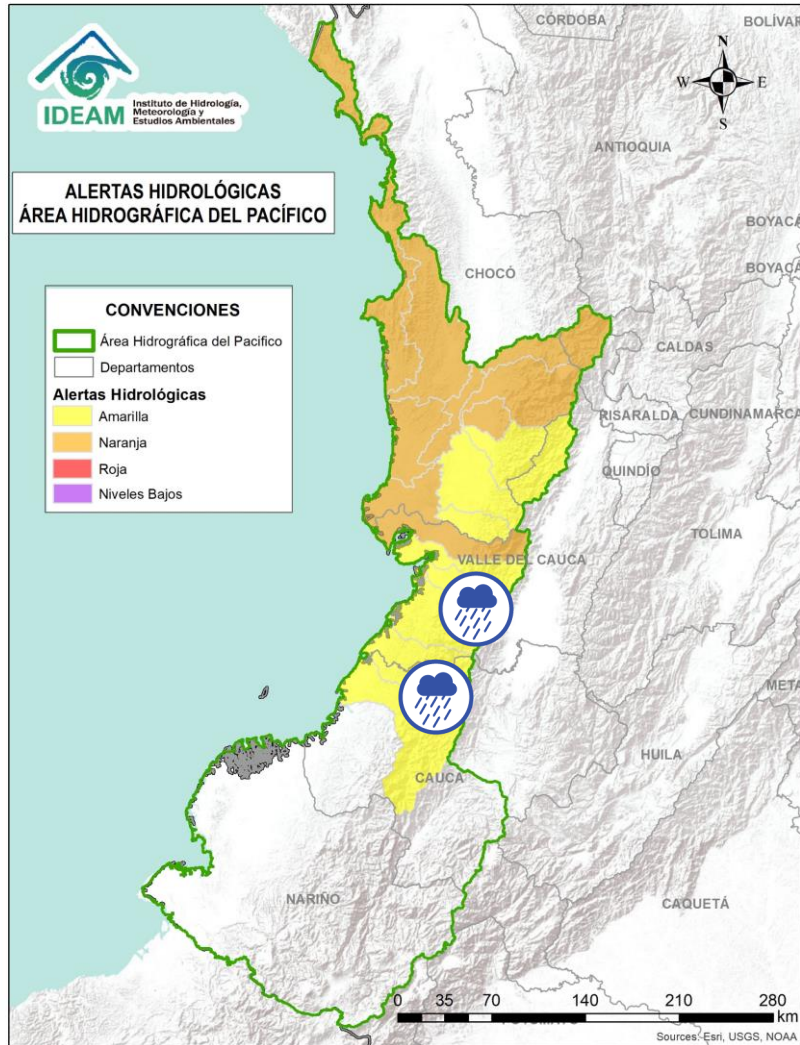 IDEAM
Instituto de Hidrología,
Meteorología y
Estudios Ambientales
ALERTAS HIDROLÓGICAS
ÁREA HIDROGRÁFICA DEL PACÍFICO
CONVENCIONES
Área Hidrográfica del Pacifico
Departamentos
Alertas Hidrológicas
Amarilla
Naranja
Roja
Niveles Bajos
N
W E
S
CÓRDOBA
BOLÍVAR
ANTIOQUIA
BOYACÁ
BOYACÁ
CHOCÓ
CALDAS
RISARALDA
CUNDINAMARCA
QUINDÍO
TOLIMA
VALLE DEL CAUCA
META
HUILA
CAUCA
NARIÑO
CAQUETÁ
0 35 70 140 210 280
km
Sources: Esri, USGS, NOAA